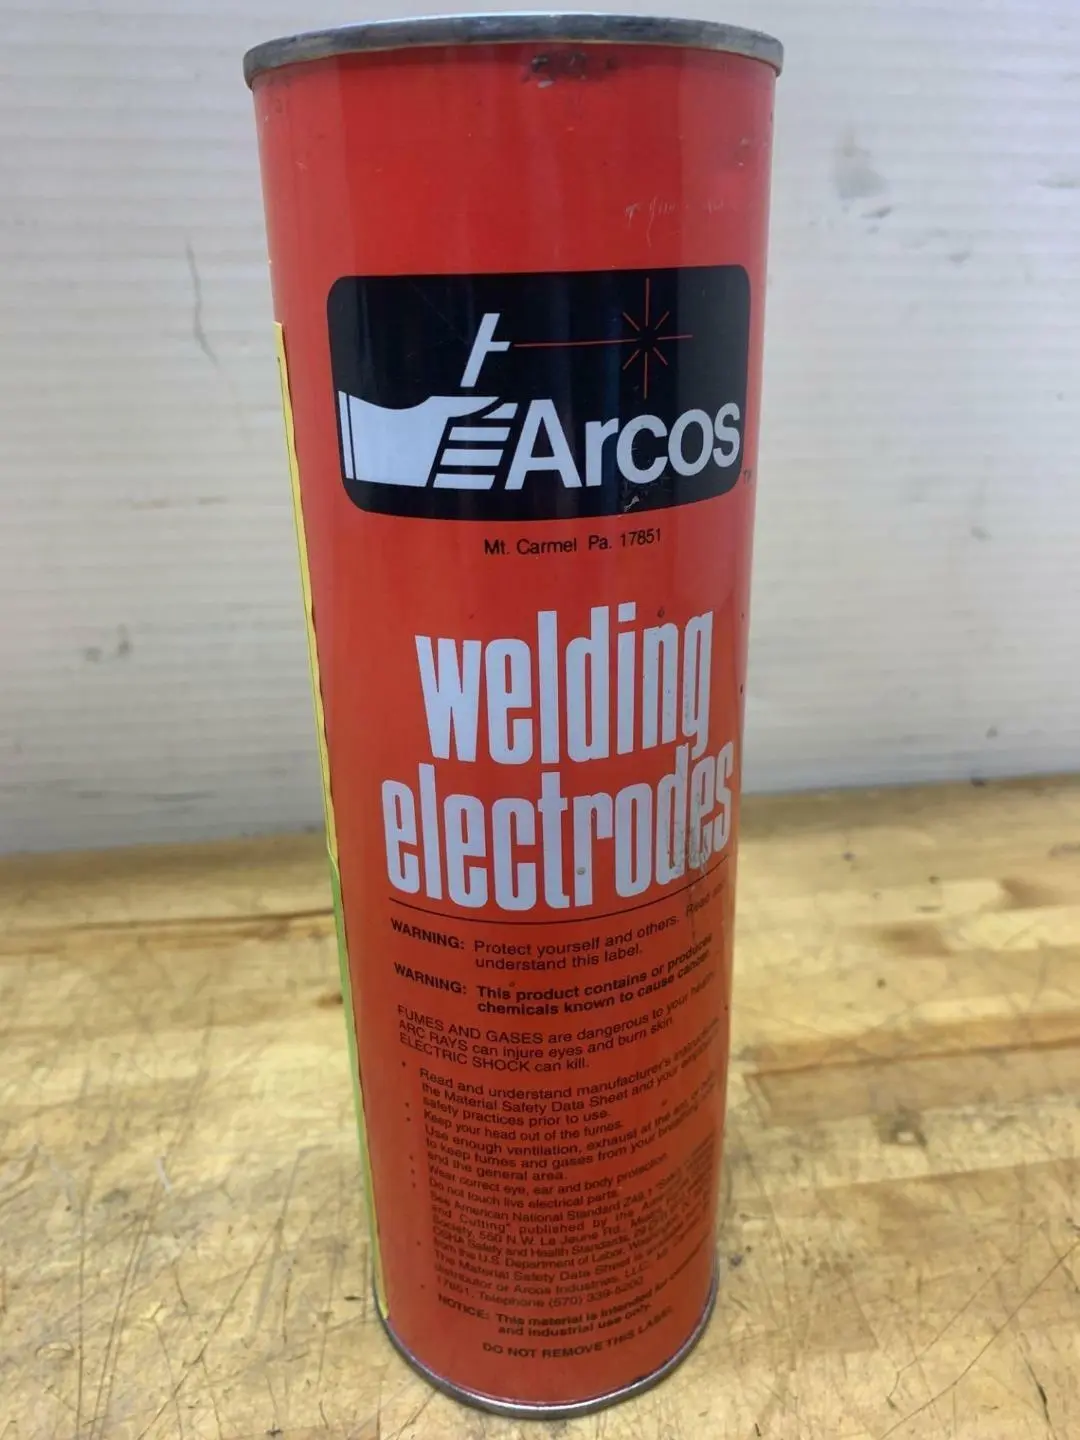 Arcos
TM
Mt. Carmel Pa. 17851
welding
electrodes
WARNING: Protect yourself and others. Read and
understand this label.
WARNING: This product contains or produces
chemicals known to cause cancer
FUMES AND GASES are dangerous to your health.
ARC RAYS can injure eyes and burn skin.
ELECTRIC SHOCK can kill.
• Read and understand manufacturer's instructions,
the Material Safety Data Sheet and your employer's
safety practices prior to use.
• Keep your head out of the fumes.
• Use enough ventilation, exhaust at the arc, or both,
to keep fumes and gases from your breathing
and the general area.
• Wear correct eye, ear and body protection.
• Do not touch live electrical parts.
• See American National Standard Z49.1 "Safety
and Cutting" published by the American
Society, 550 N.W. La Jeune Rd.,
OSHA Safety and Health Standards, 29
from the U.S. Department of Labor,
• The Material Safety Data Sheet is
distributor or Arcos Industries, LLC. Mt.
17851. Telephone (570) 339-5200
NOTICE: This material is intended for
and industrial use only.
DO NOT REMOVE THIS LABEL